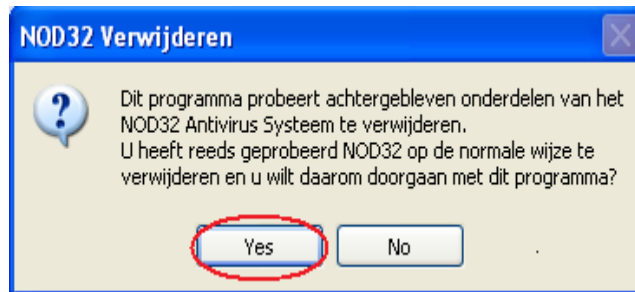 NOD32 Verwijderen
Dit programma probeert achtergebleven onderdelen van het
NOD32 Antivirus Systeem te verwijderen.
U heeft reeds geprobeerd NOD32 op de normale wijze te
verwijderen en u wilt daarom doorgaan met dit programma?
Yes No